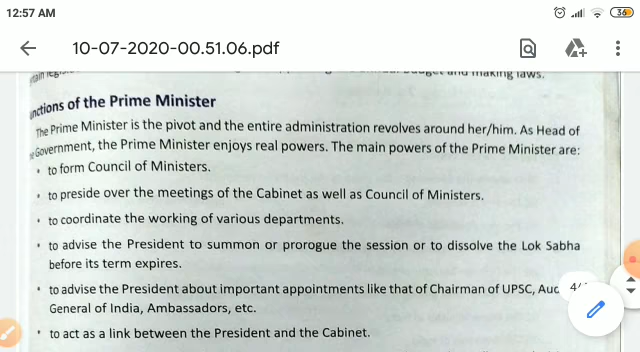 12:57 AM
36
10-07-2020-00.51.06.pdf
and making laws.
nctions of the Prime Minister
The Prime Minister is the pivot and the entire administration revolves around her/him. As Head of
Government, the Prime Minister enjoys real powers. The main powers of the Prime Minister are:
• to form Council of Ministers.
• to preside over the meetings of the Cabinet as well as Council of Ministers.
• to coordinate the working of various departments.
• to advise the President to summon or prorogue the session or to dissolve the Lok Sabha
before its term expires.
• to advise the President about important appointments like that of Chairman of UPSC, Aud
General of India, Ambassadors, etc.
• to act as a link between the President and the Cabinet.